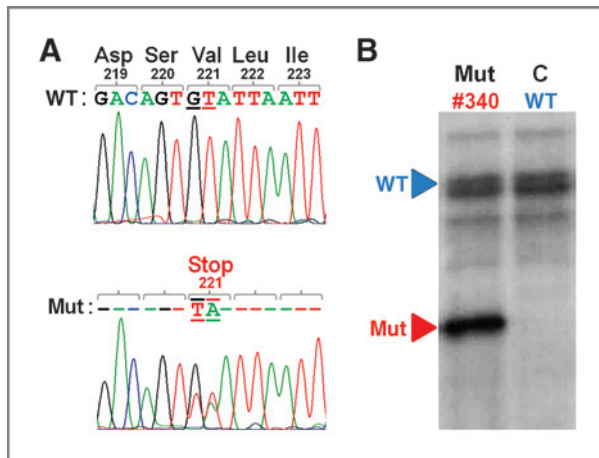 A
Asp Ser Val Leu Ile
219 220 221 222 223
WT: GACAGTGTATTAATT
Stop
221
Mut: TA
B
Mut C
#340 WT
WT
Mut